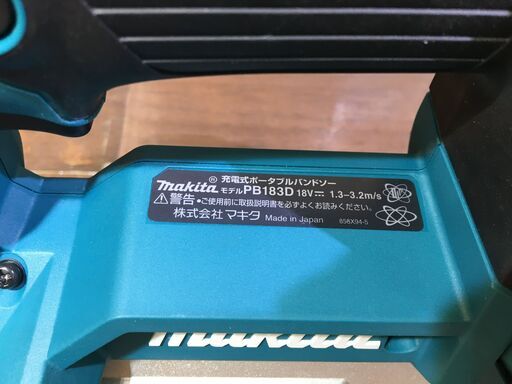 makita® 充電式ポータブルバンドソー
モデル PB183D 18V⎓ 1.3-3.2m/s
⚠警告・ご使用前に取扱説明書を必ずよくお読みください。
株式会社マキタ Made in Japan 858X94-5
makita